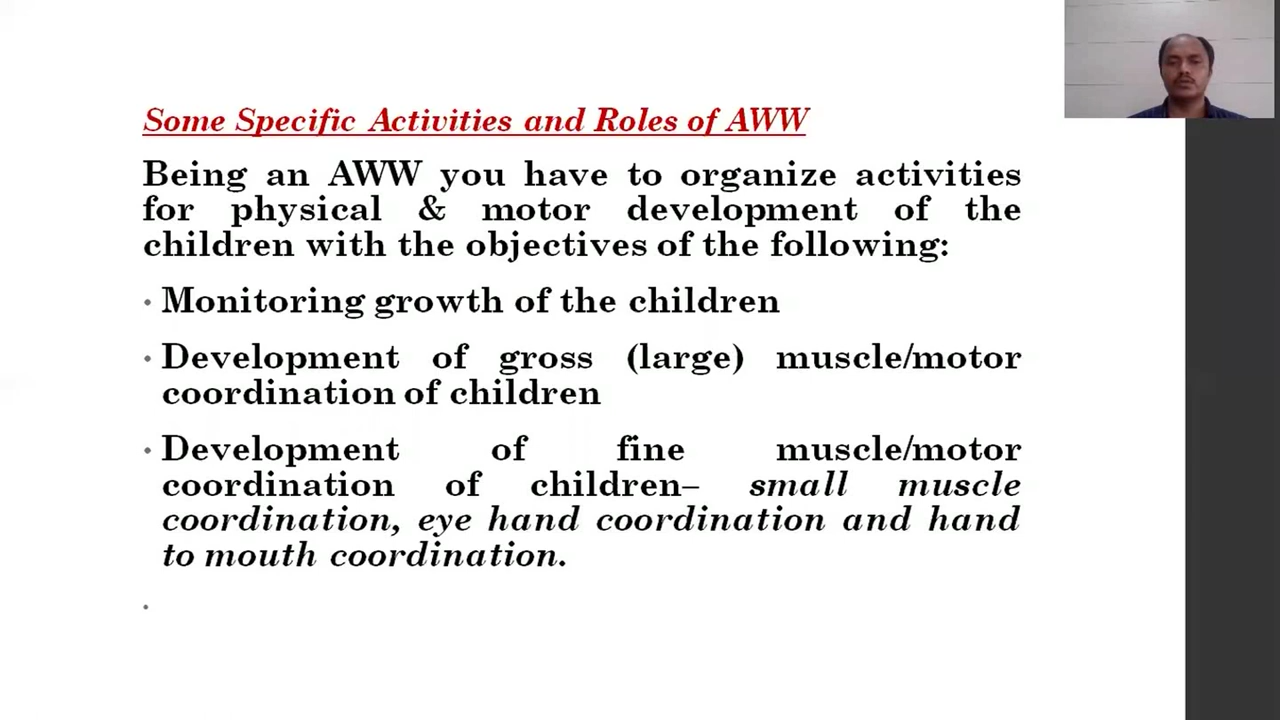 Some Specific Activities and Roles of AWW
Being an AWW you have to organize activities
for physical & motor development of the
children with the objectives of the following:
• Monitoring growth of the children
• Development of gross (large) muscle/motor
coordination of children
• Development of fine muscle/motor
coordination of children– small muscle
coordination, eye hand coordination and hand
to mouth coordination.
•